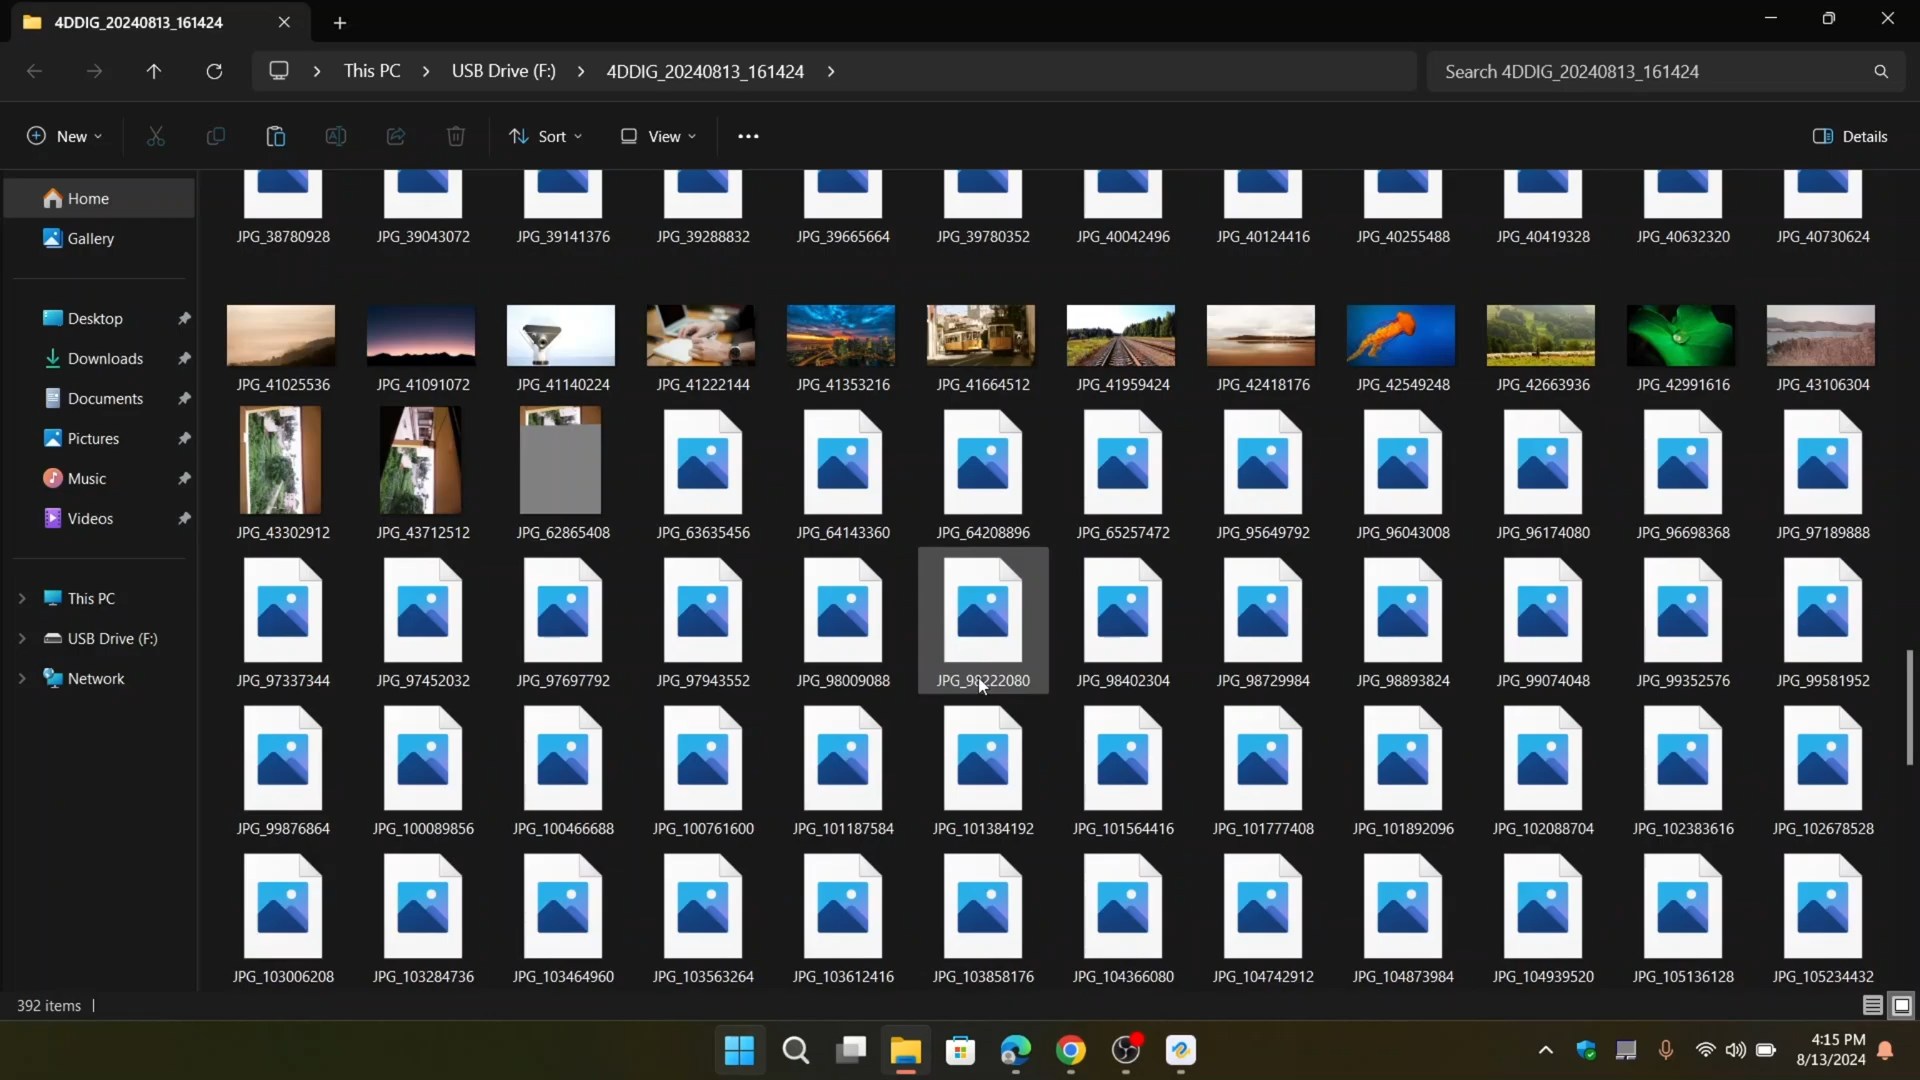 4DDIG_20240813_161424
This PC
USB Drive (F:)
4DDIG_20240813_161424
Search 4DDIG_20240813_161424
New
Sort
View
Details
Home
Gallery
Desktop
Downloads
Documents
Pictures
Music
Videos
This PC
USB Drive (F:)
Network
JPG_38780928 JPG_39043072 JPG_39141376 JPG_39288832 JPG_39665664 JPG_39780352 JPG_40042496 JPG_40124416 JPG_40255488 JPG_40419328 JPG_40632320 JPG_40730624
JPG_41025536 JPG_41091072 JPG_41140224 JPG_41222144 JPG_41353216 JPG_41664512 JPG_41959424 JPG_42418176 JPG_42549248 JPG_42663936 JPG_42991616 JPG_43106304
JPG_43302912 JPG_43712512 JPG_62865408 JPG_63635456 JPG_64143360 JPG_64208896 JPG_65257472 JPG_95649792 JPG_96043008 JPG_96174080 JPG_96698368 JPG_97189888
JPG_97337344 JPG_97452032 JPG_97697792 JPG_97943552 JPG_98009088 JPG_98222080 JPG_98402304 JPG_98729984 JPG_98893824 JPG_99074048 JPG_99352576 JPG_99581952
JPG_99876864 JPG_100089856 JPG_100466688 JPG_100761600 JPG_101187584 JPG_101384192 JPG_101564416 JPG_101777408 JPG_101892096 JPG_102088704 JPG_102383616 JPG_102678528
JPG_103006208 JPG_103284736 JPG_103464960 JPG_103563264 JPG_103612416 JPG_103858176 JPG_104366080 JPG_104742912 JPG_104873984 JPG_104939520 JPG_105136128 JPG_105234432
392 items
4:15 PM
8/13/2024